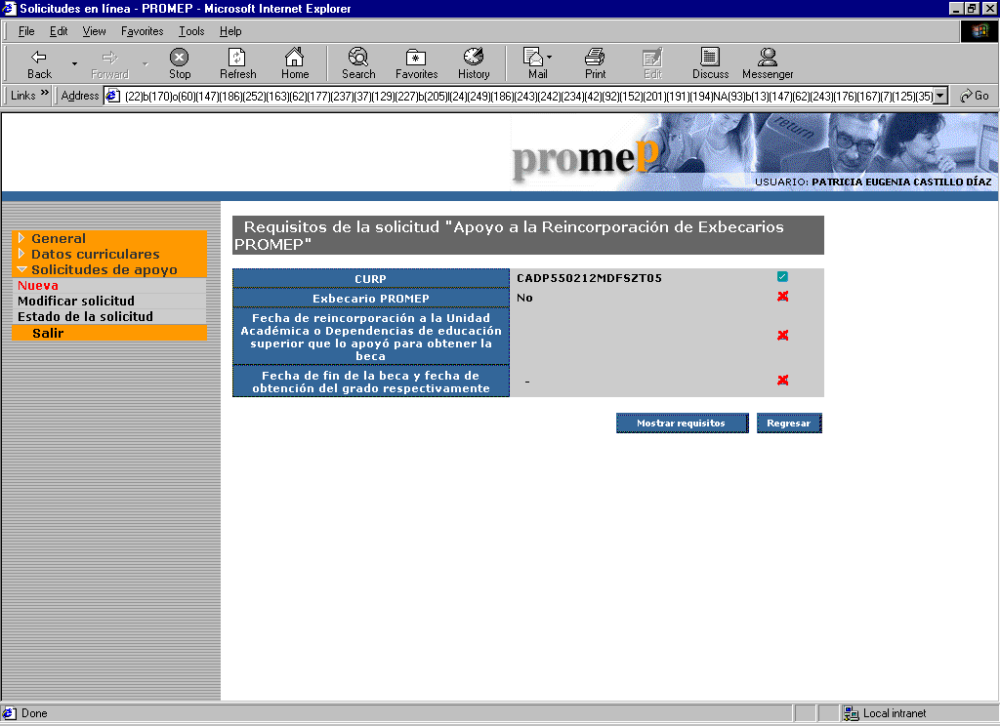 Solicitudes en línea - PROMEP - Microsoft Internet Explorer
File Edit View Favorites Tools Help
Back Forward Stop Refresh Home Search Favorites History Mail Print Edit Discuss Messenger
Links » Address (22)b(170)o(60)(147)(186)(252)(163)(62)(177)(237)(37)(129)(227)b(205)(24)(249)(186)(243)(242)(234)(42)(92)(152)(201)(191)(194)NA(93)b(13)(147)(62)(243)(176)(167)(7)(125)(35) Go
return
promep
USUARIO: PATRICIA EUGENIA CASTILLO DÍAZ
General
Datos curriculares
Solicitudes de apoyo
Nueva
Modificar solicitud
Estado de la solicitud
Salir
Requisitos de la solicitud "Apoyo a la Reincorporación de Exbecarios
PROMEP"
CURP CADP550212MDFSZT05
Exbecario PROMEP No
Fecha de reincorporación a la Unidad
Académica o Dependencias de educación
superior que lo apoyó para obtener la
beca
Fecha de fin de la beca y fecha de
obtención del grado respectivamente -
Mostrar requisitos Regresar
Done Local intranet